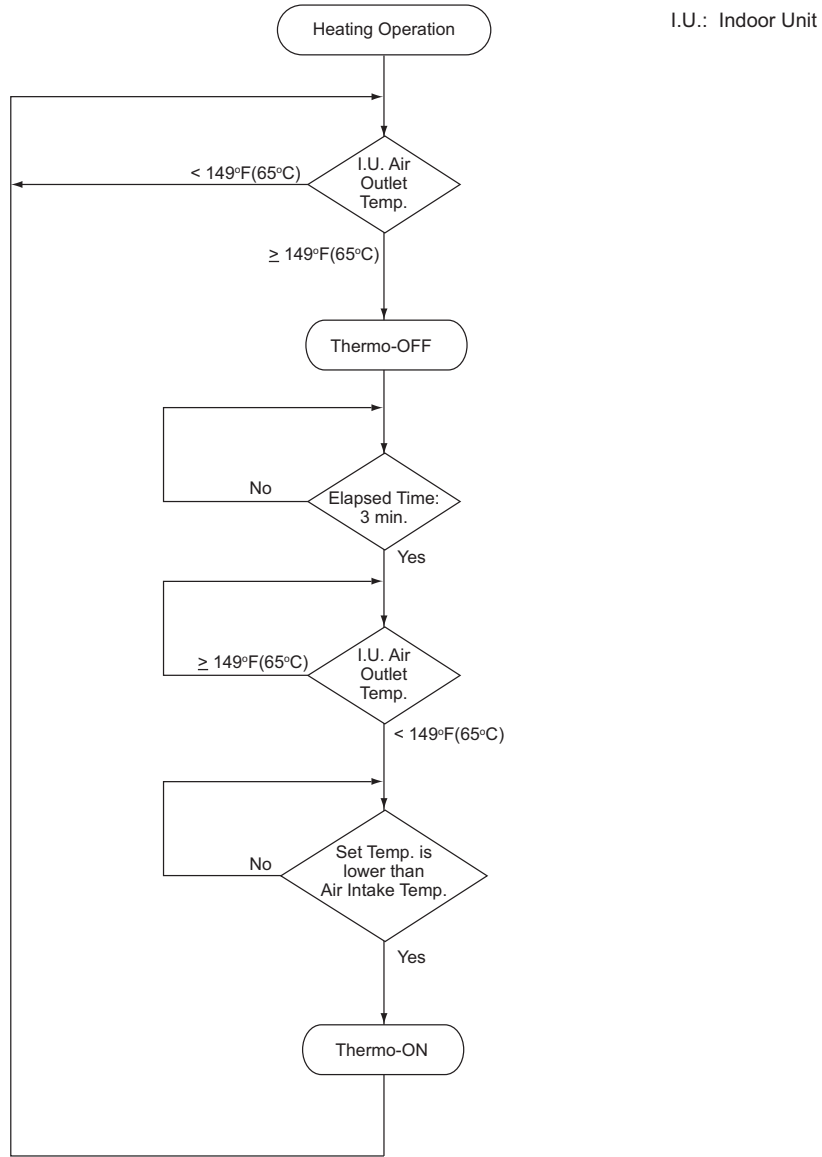 Heating Operation
I.U.: Indoor Unit
< 149°F(65°C)
I.U. Air
Outlet
Temp.
≥ 149°F(65°C)
Thermo-OFF
No
Elapsed Time:
3 min.
Yes
≥ 149°F(65°C)
I.U. Air
Outlet
Temp.
< 149°F(65°C)
No
Set Temp. is
lower than
Air Intake Temp.
Yes
Thermo-ON